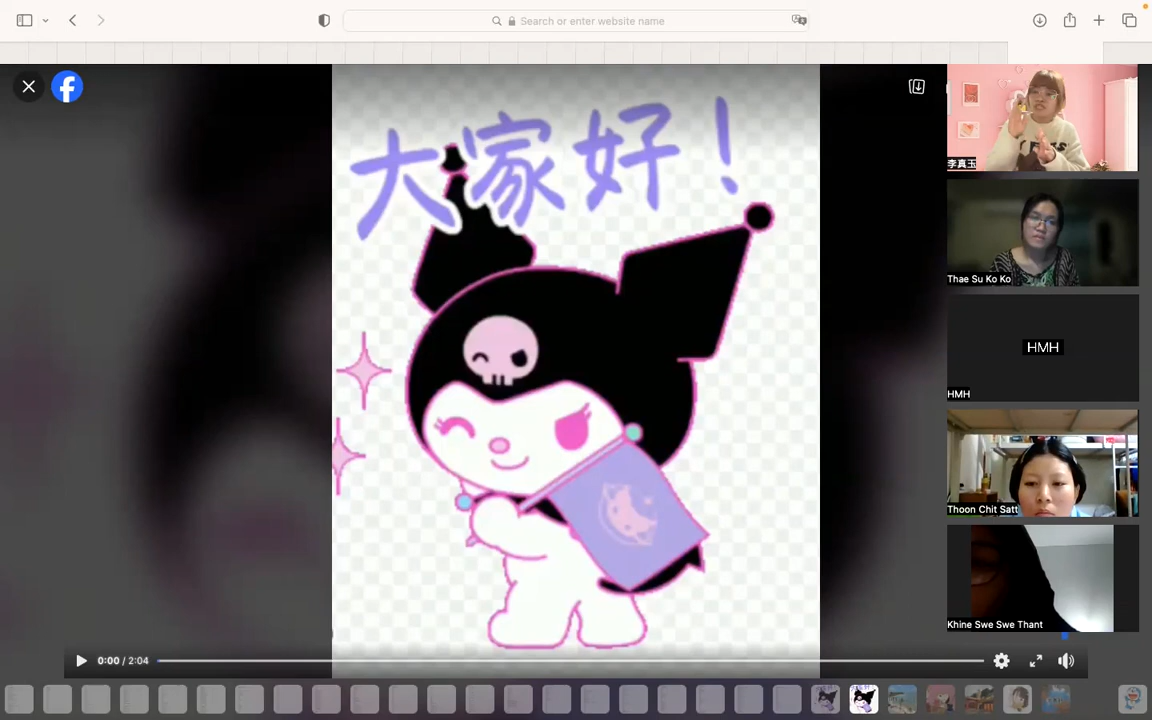 Search or enter website name
大家好！
李真玉
Thae Su Ko Ko
HMH
HMH
Thoon Chit Satt
Khine Swe Swe Thant
0:00 / 2:04